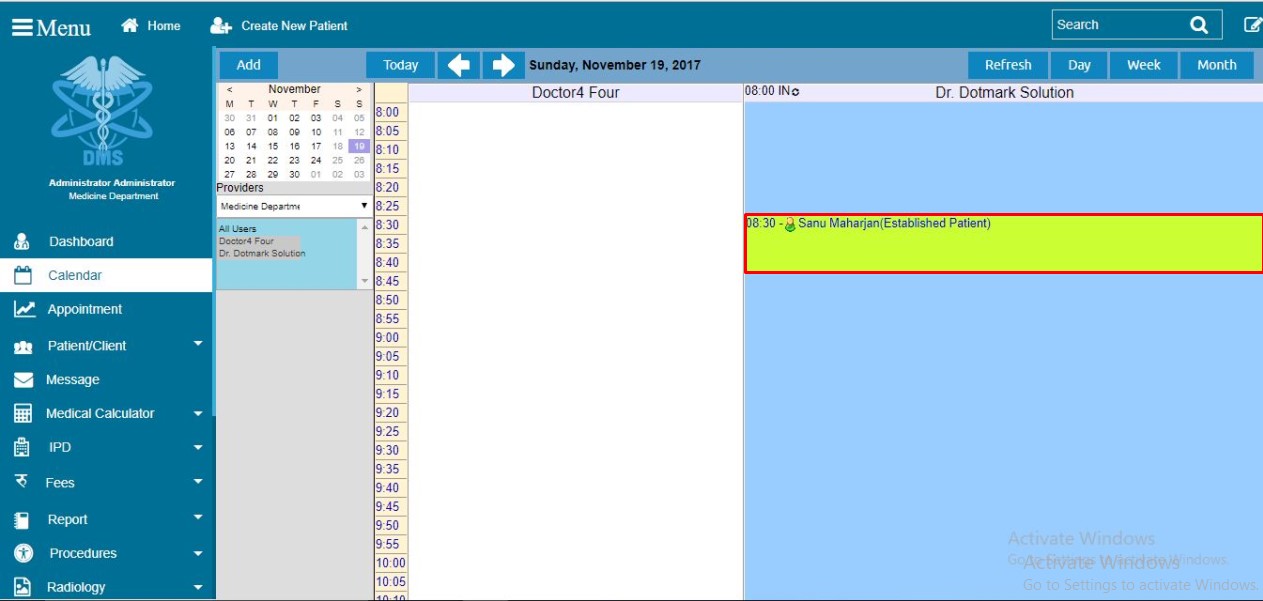 Menu Home Create New Patient Search
DMS
Administrator Administrator
Medicine Department
Dashboard
Calendar
Appointment
Patient/Client
Message
Medical Calculator
IPD
Fees
Report
Procedures
Radiology
Add Today Sunday, November 19, 2017 Refresh Day Week Month
< November >
M T W T F S S
30 31 01 02 03 04 05
06 07 08 09 10 11 12
13 14 15 16 17 18 19
20 21 22 23 24 25 26
27 28 29 30 01 02 03
Providers
Medicine Departme
All Users
Doctor4 Four
Dr. Dotmark Solution
Doctor4 Four 08:00 IN Dr. Dotmark Solution
8:00
8:05
8:10
8:15
8:20
8:25
8:30
8:35
8:40
8:45
8:50
8:55
9:00
9:05
9:10
9:15
9:20
9:25
9:30
9:35
9:40
9:45
9:50
9:55
10:00
10:05
10:10
08:30 - Sanu Maharjan(Established Patient)
Activate Windows
Go to Settings to activate Windows.
Activate Windows
Go to Settings to activate Windows.